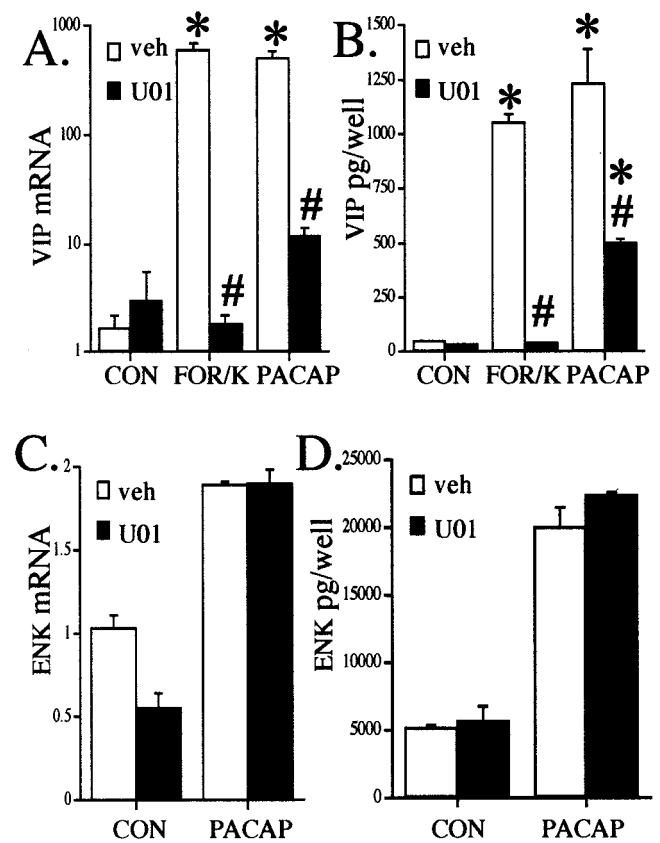 A.
VIP mRNA
1000
100
10
1
veh
U01
*
*
#
#
CON FOR/K PACAP
B.
VIP pg/well
1500
1250
1000
750
500
250
0
veh
U01
*
*
*
#
#
CON FOR/K PACAP
C.
ENK mRNA
2
1.5
1
0.5
0
veh
U01
CON PACAP
D.
ENK pg/well
25000
20000
15000
10000
5000
0
veh
U01
CON PACAP